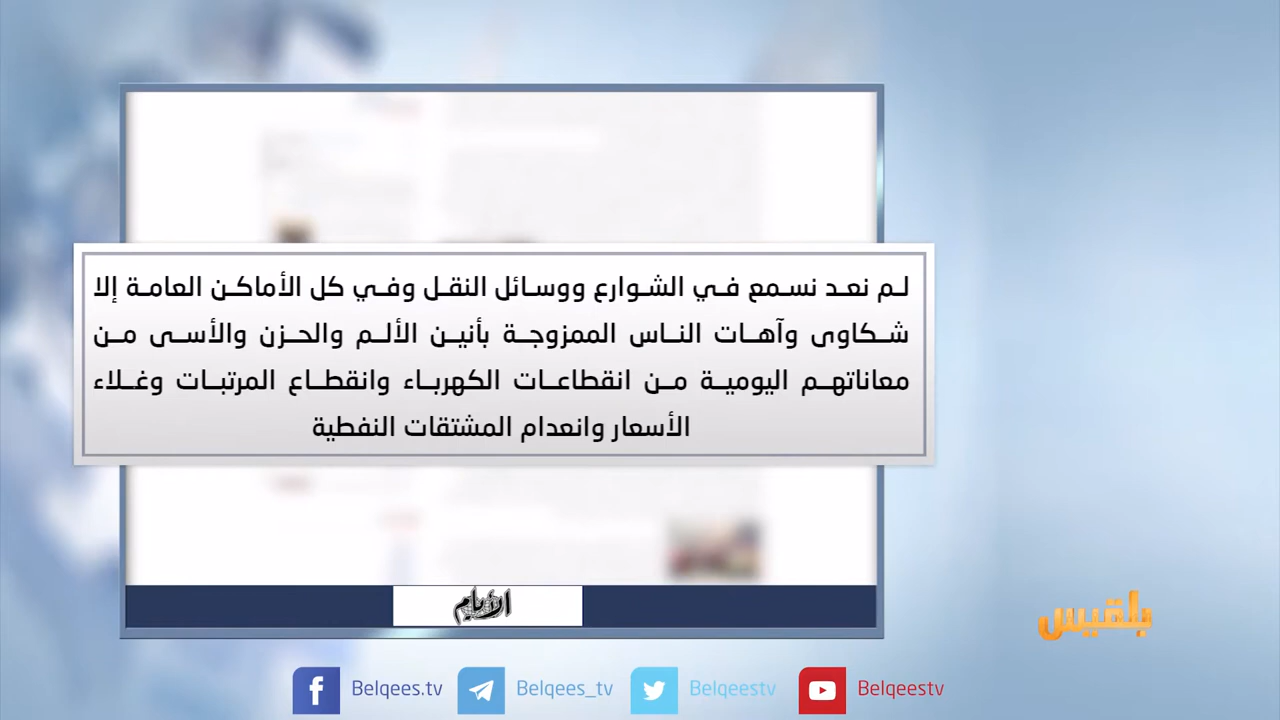 لم نعد نسمع في الشوارع ووسائل النقل وفي كل الأماكن العامة إلا
شكاوى وآهات الناس الممزوجة بأنين الألم والحزن والأسى من
معاناتهم اليومية من انقطاعات الكهرباء وانقطاع المرتبات وغلاء
الأسعار وانعدام المشتقات النفطية
الأيام
بلقيس
Belqees.tv Belqees_tv Belqeestv Belqeestv